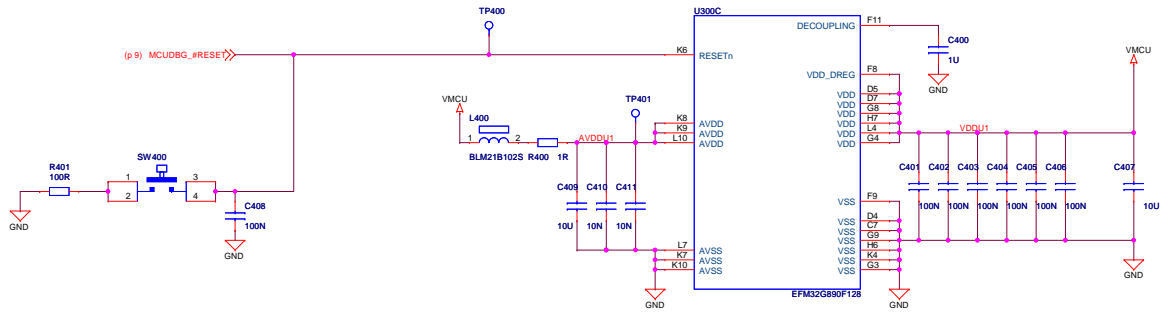 TP400
U300C
DECOUPLING
F11
C400
1U
GND
(p 9) MCUDBG_#RESET
K6
RESETn
VMCU
VDD_DREG
F8
VDD
D5
VDD
D7
VDD
G8
VDD
H7
VDD
L4
VDD
G4
VDDU1
VMCU
L400
1
2
BLM21B102S
R400
1R
AVDDU1
TP401
K8
AVDD
K9
AVDD
L10
AVDD
C409
C410
C411
10U
10N
10N
C401
C402
C403
C404
C405
C406
C407
100N
100N
100N
100N
100N
100N
10U
R401
100R
SW400
1
2
3
4
C408
100N
GND
GND
VSS
F9
VSS
D4
VSS
C7
VSS
G9
VSS
H6
VSS
K4
VSS
G3
L7
AVSS
K7
AVSS
K10
AVSS
GND
EFM32G890F128
GND
GND